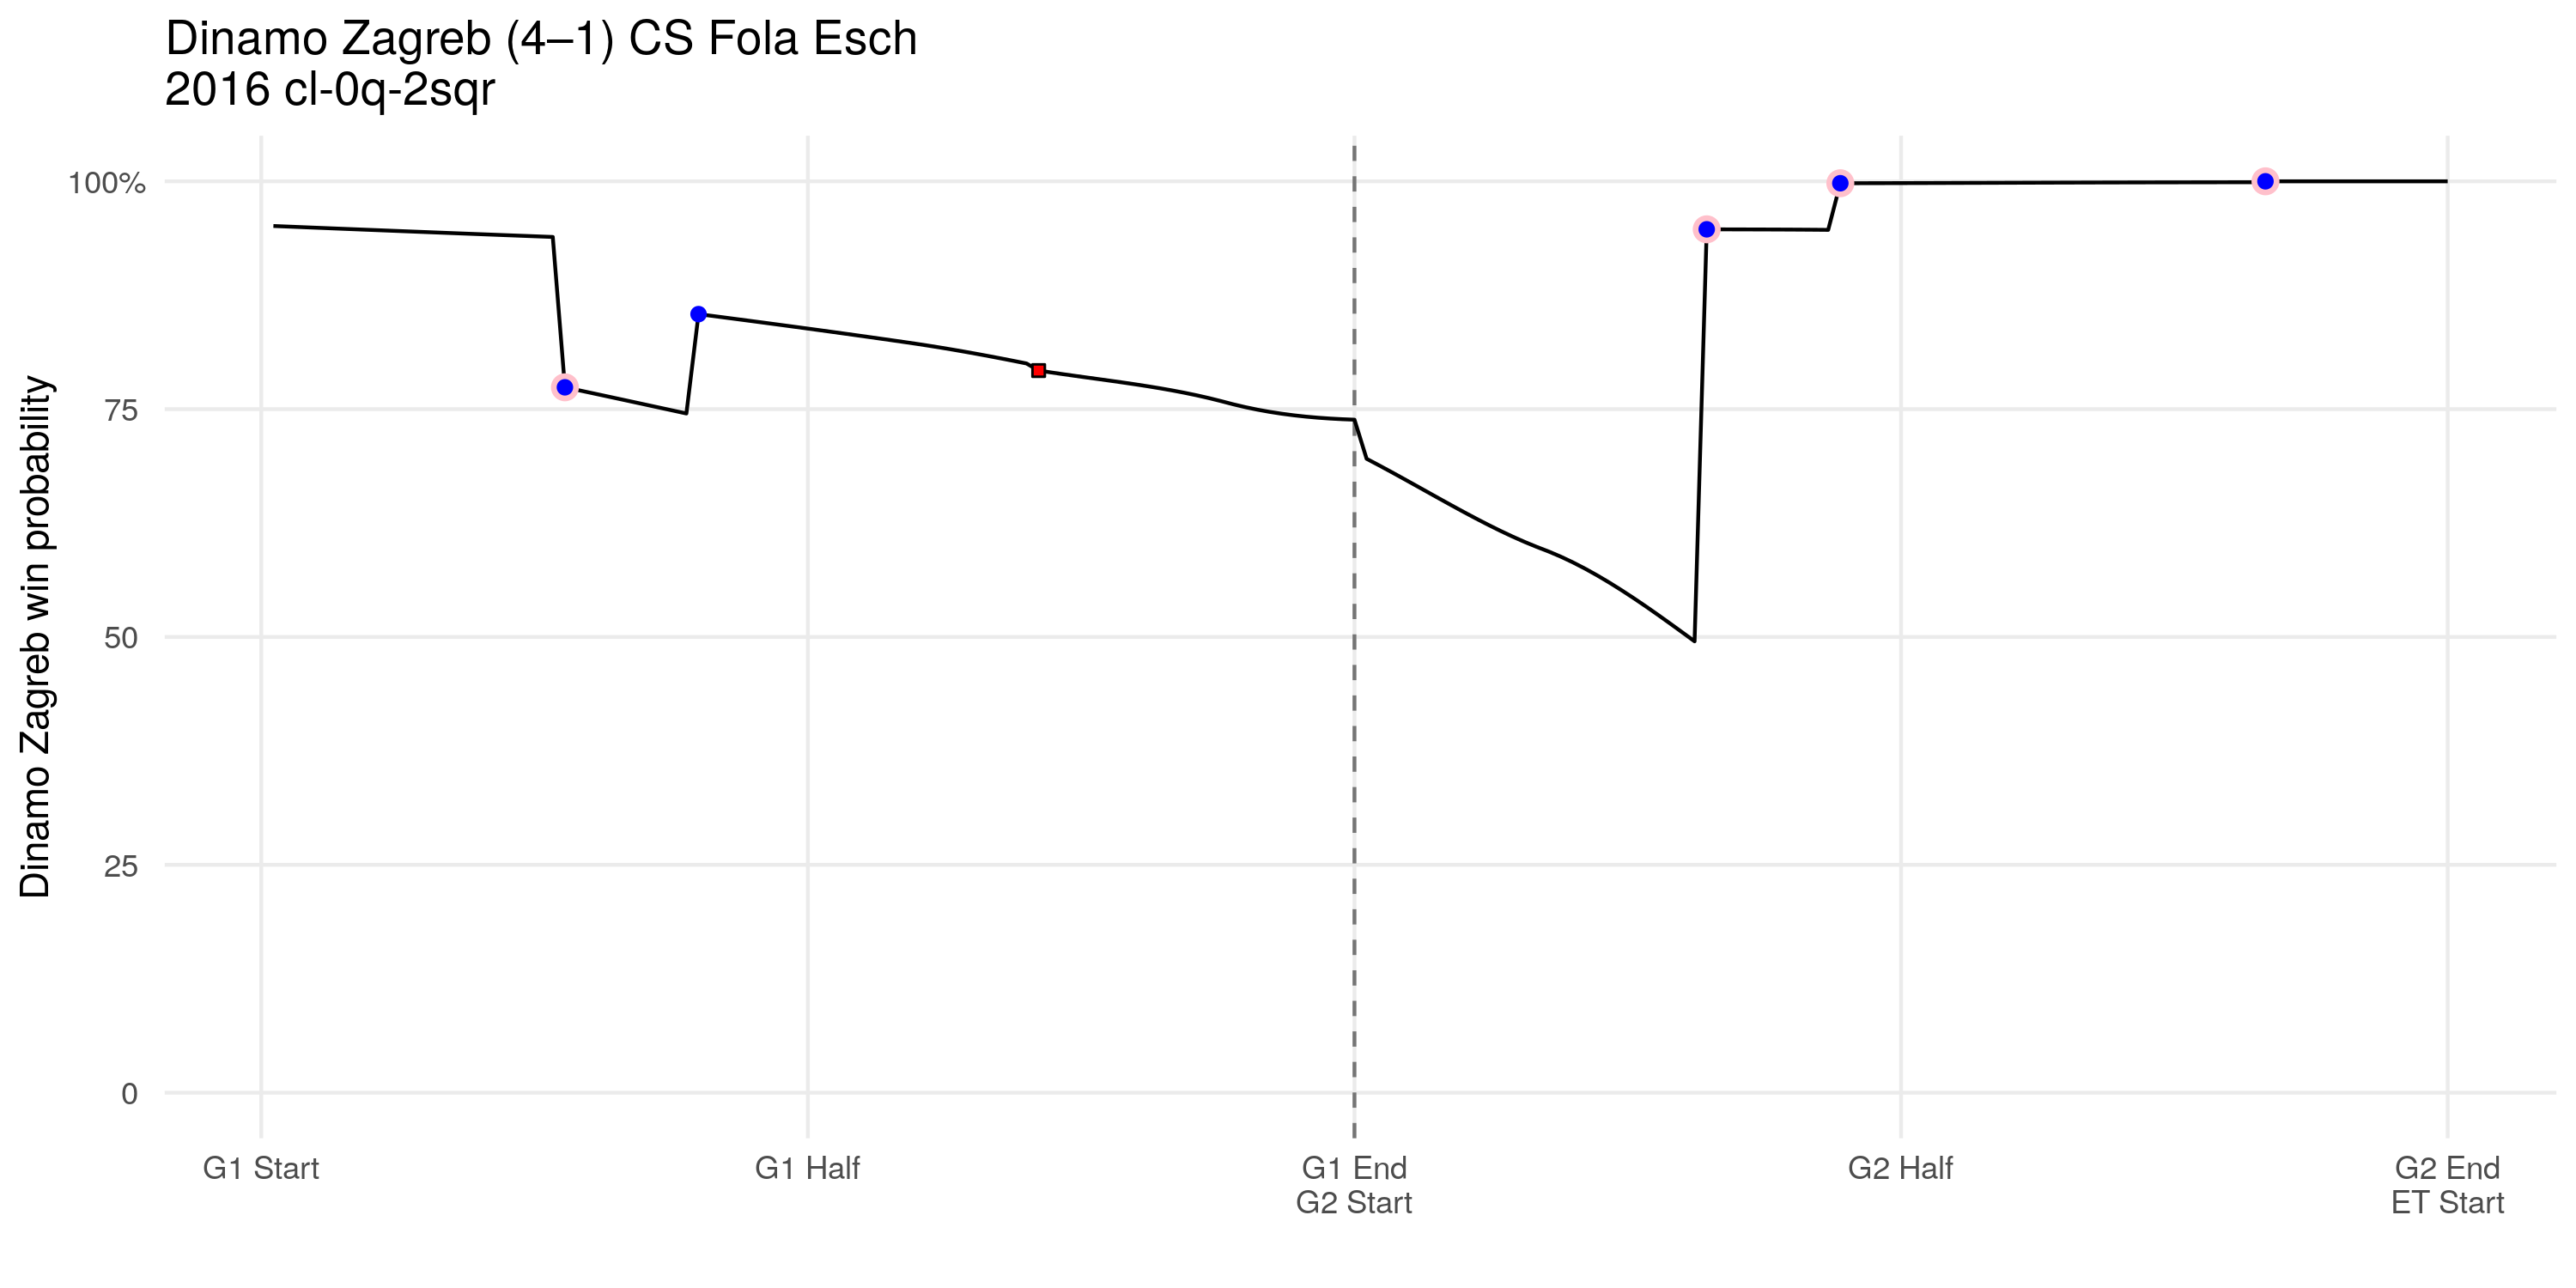 Dinamo Zagreb (4–1) CS Fola Esch
2016 cl-0q-2sqr
Dinamo Zagreb win probability
100%
75
50
25
0
G1 Start
G1 Half
G1 End
G2 Start
G2 Half
G2 End
ET Start